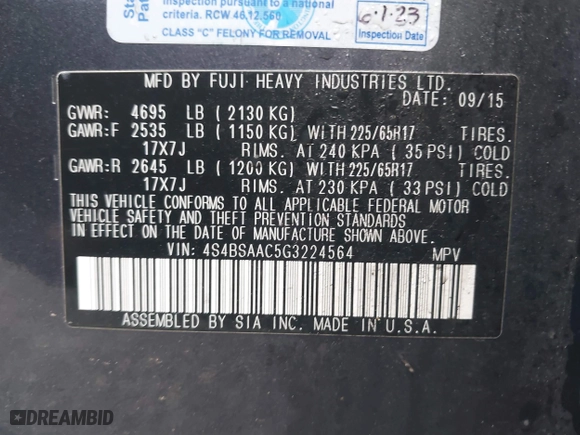 Sta
Pat
inspection pursuant to a national
criteria. RCW 46.12.560
CLASS "C" FELONY FOR REMOVAL
6-1-23
Inspection Date
MFD BY FUJI HEAVY INDUSTRIES LTD.
DATE: 09/15
GVWR: 4695 LB ( 2130 KG)
GAWR:F 2535 LB ( 1150 KG) WITH 225/65R17 TIRES.
17X7J RIMS. AT 240 KPA ( 35 PSI) COLD
GAWR:R 2645 LB ( 1200 KG) WITH 225/65R17 TIRES.
17X7J RIMS. AT 230 KPA ( 33 PSI) COLD
THIS VEHICLE CONFORMS TO ALL APPLICABLE FEDERAL MOTOR
VEHICLE SAFETY AND THEFT PREVENTION STANDARDS
IN EFFECT ON THE DATE OF MANUFACTURE SHOWN ABOVE.
VIN: 4S4BSAAC5G3224564 MPV
ASSEMBLED BY SIA INC. MADE IN U.S.A.
DREAMBID